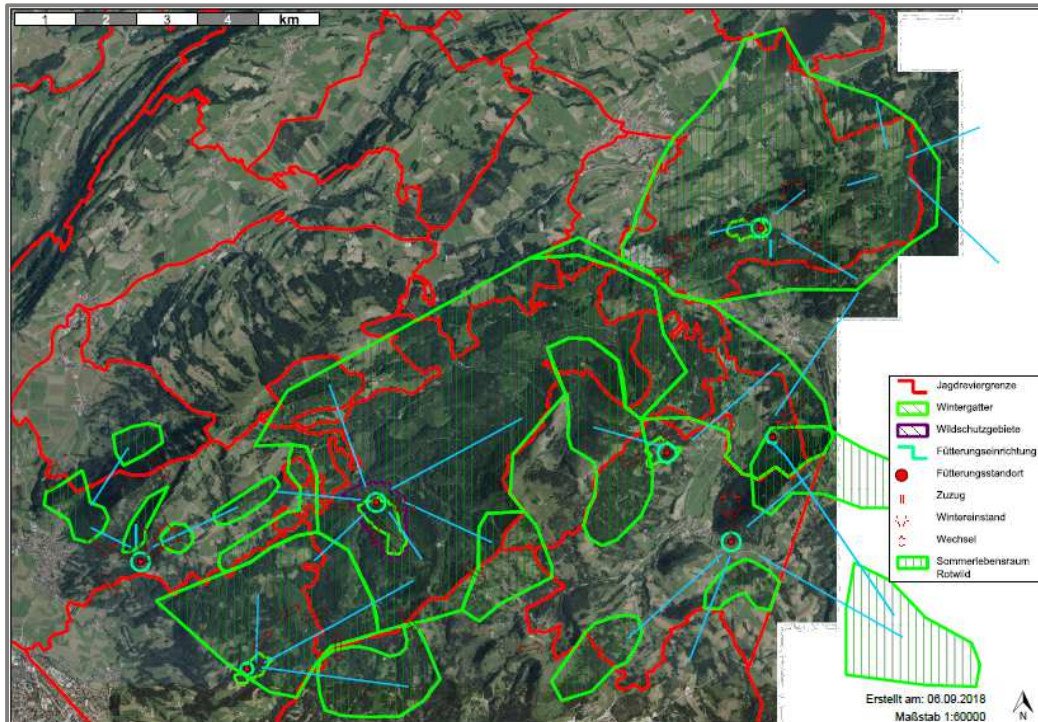 1 2 3 4 km
Jagdreviergrenze
Wintergatter
Wildschutzgebiete
Fütterungseinrichtung
Fütterungsstandort
Zuzug
Wintereinstand
Wechsel
Sommerlebensraum
Rotwild
Erstellt am: 06.09.2018
Maßstab 1:60000
N